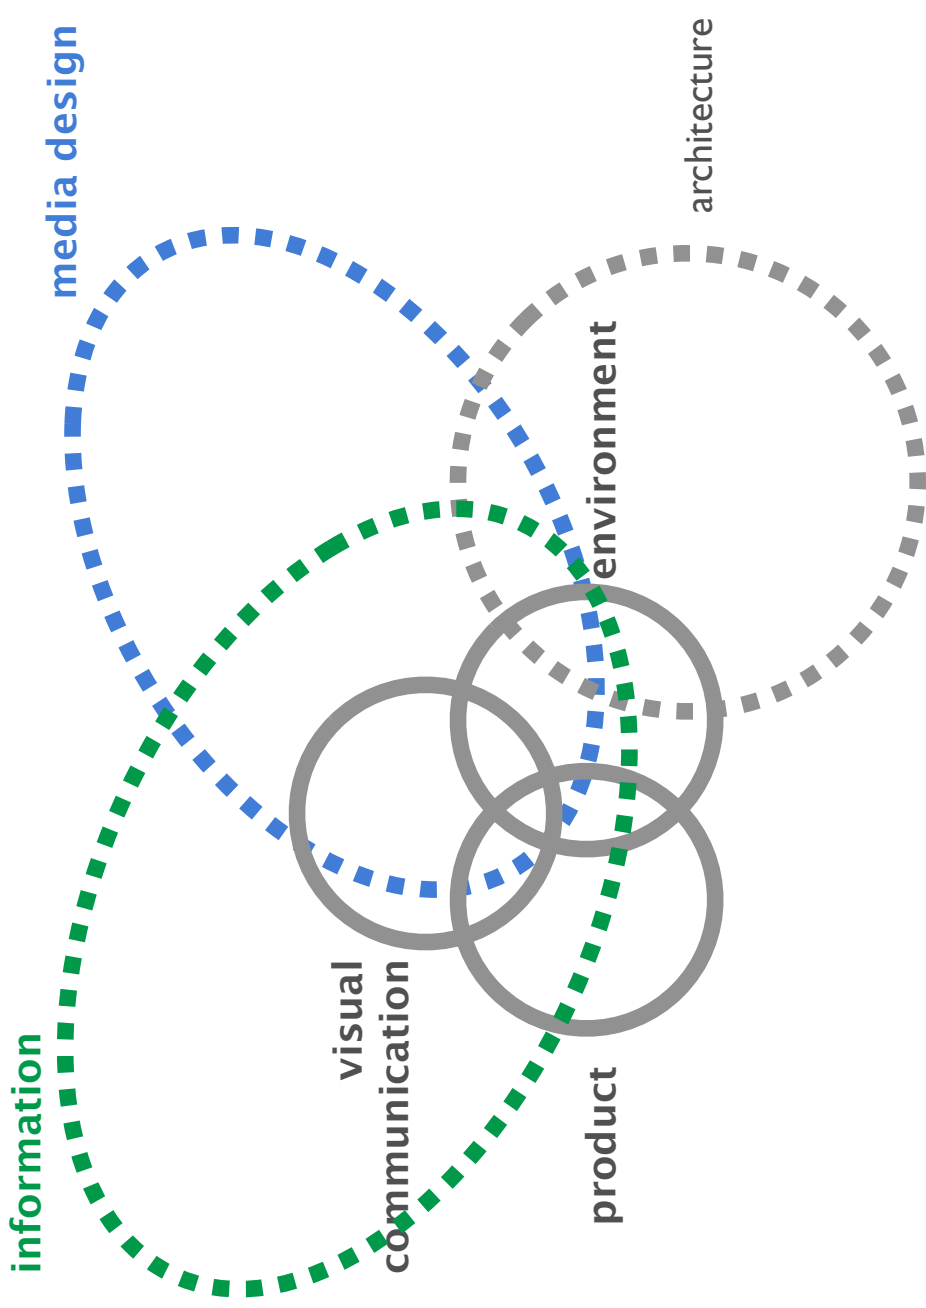 information
media design
visual
communication
product
environment
architecture